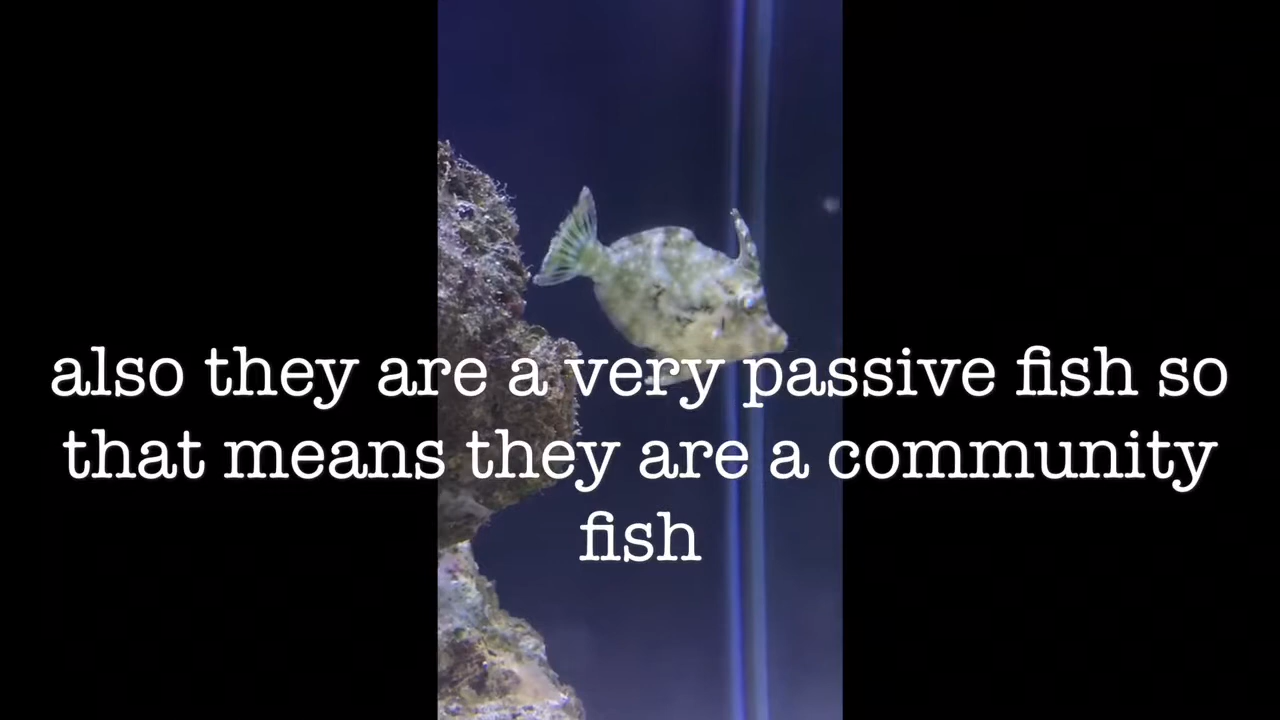 also they are a very passive fish so
that means they are a community
fish